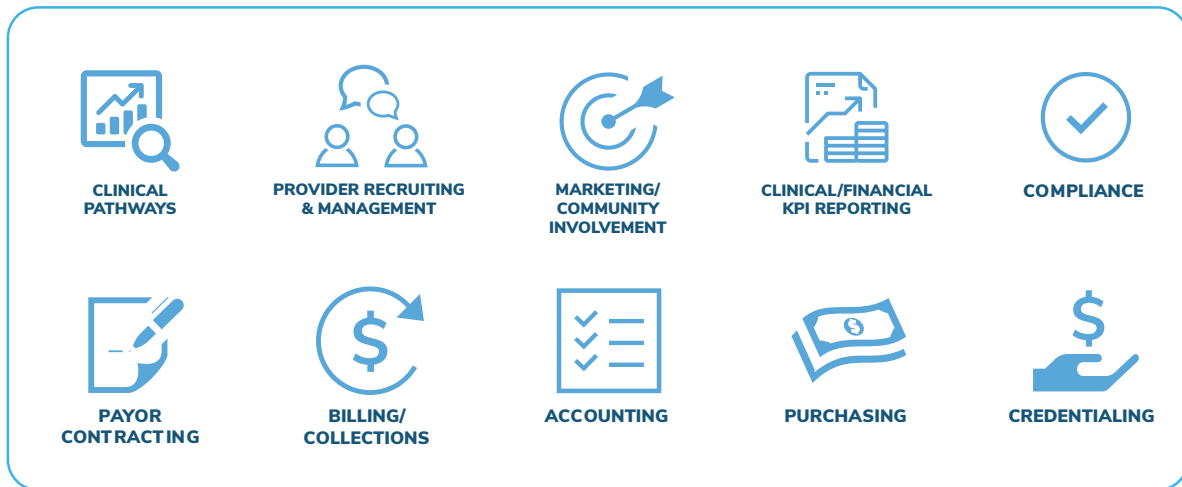 CLINICAL
PATHWAYS
PROVIDER RECRUITING
& MANAGEMENT
MARKETING/
COMMUNITY
INVOLVEMENT
CLINICAL/FINANCIAL
KPI REPORTING
COMPLIANCE
$
$
PAYOR
CONTRACTING
BILLING/
COLLECTIONS
ACCOUNTING
$
PURCHASING
CREDENTIALING